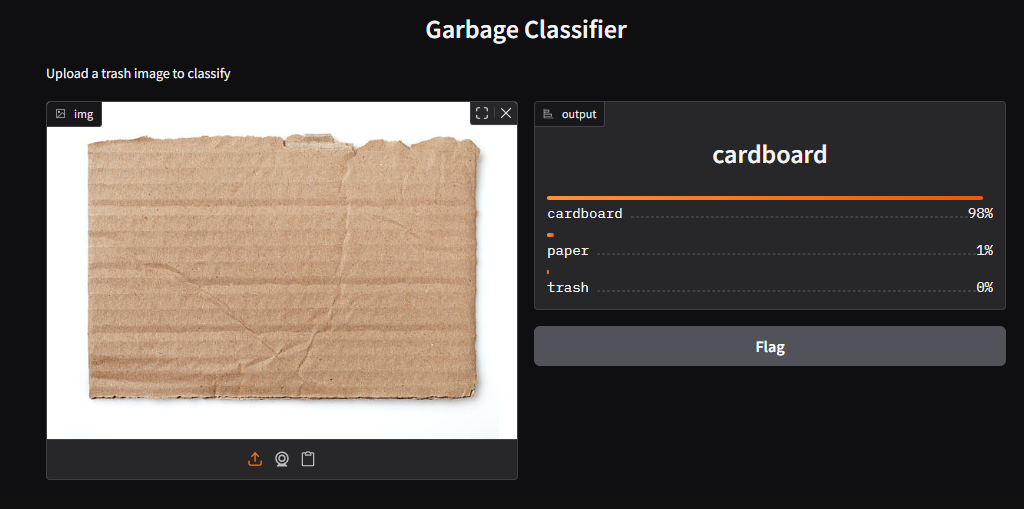 Garbage Classifier
Upload a trash image to classify
img
output
cardboard
cardboard 98%
paper 1%
trash 0%
Flag